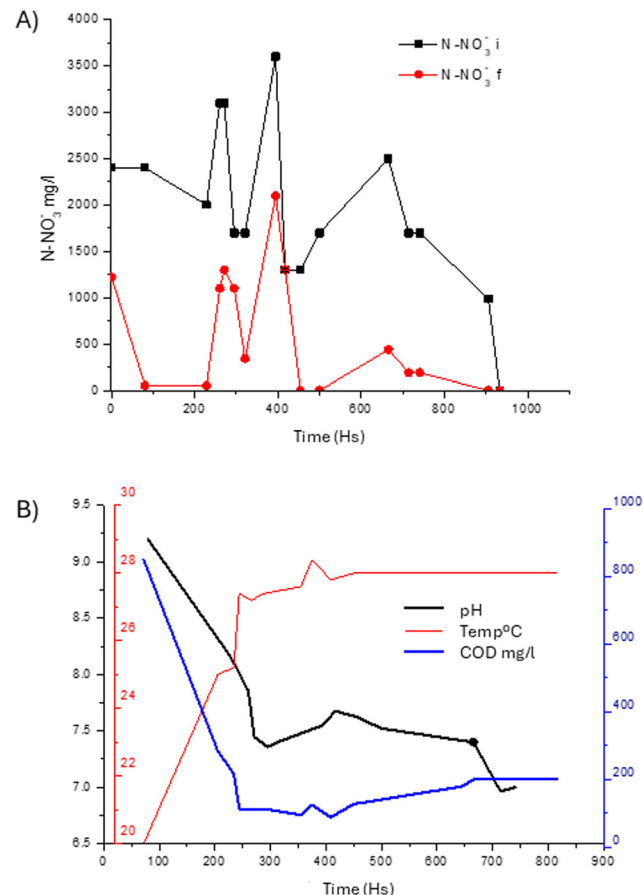 A)
4000
3500
3000
2500
2000
1500
1000
500
0
N-NO₃⁻ mg/l
N-NO₃⁻ i
N-NO₃⁻ f
0 200 400 600 800 1000
Time (Hs)
B)
9.5
9.0
8.5
8.0
7.5
7.0
6.5
30
28
26
24
22
20
pH
TempºC
COD mg/l
1000
800
600
400
200
0
0 100 200 300 400 500 600 700 800 900
Time (Hs)